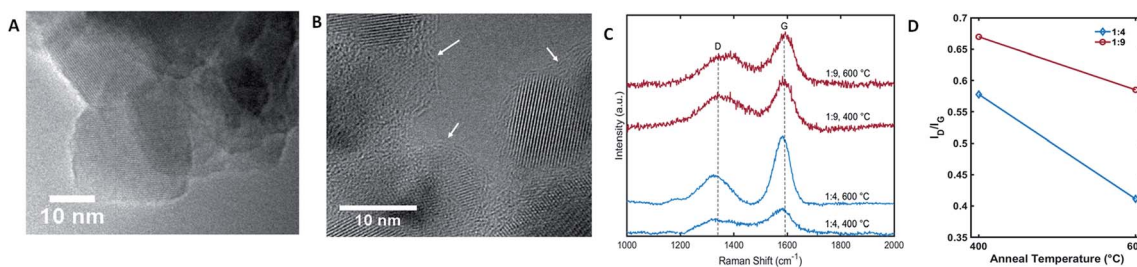 A
10 nm
B
10 nm
C
D
G
1:9, 600 °C
1:9, 400 °C
1:4, 600 °C
1:4, 400 °C
Intensity (a.u.)
1000 1200 1400 1600 1800 2000
Raman Shift (cm⁻¹)
D
1:4
1:9
0.7
0.65
0.6
0.55
0.5
0.45
0.4
0.35
I_D/I_G
400
Anneal Temperature (°C)